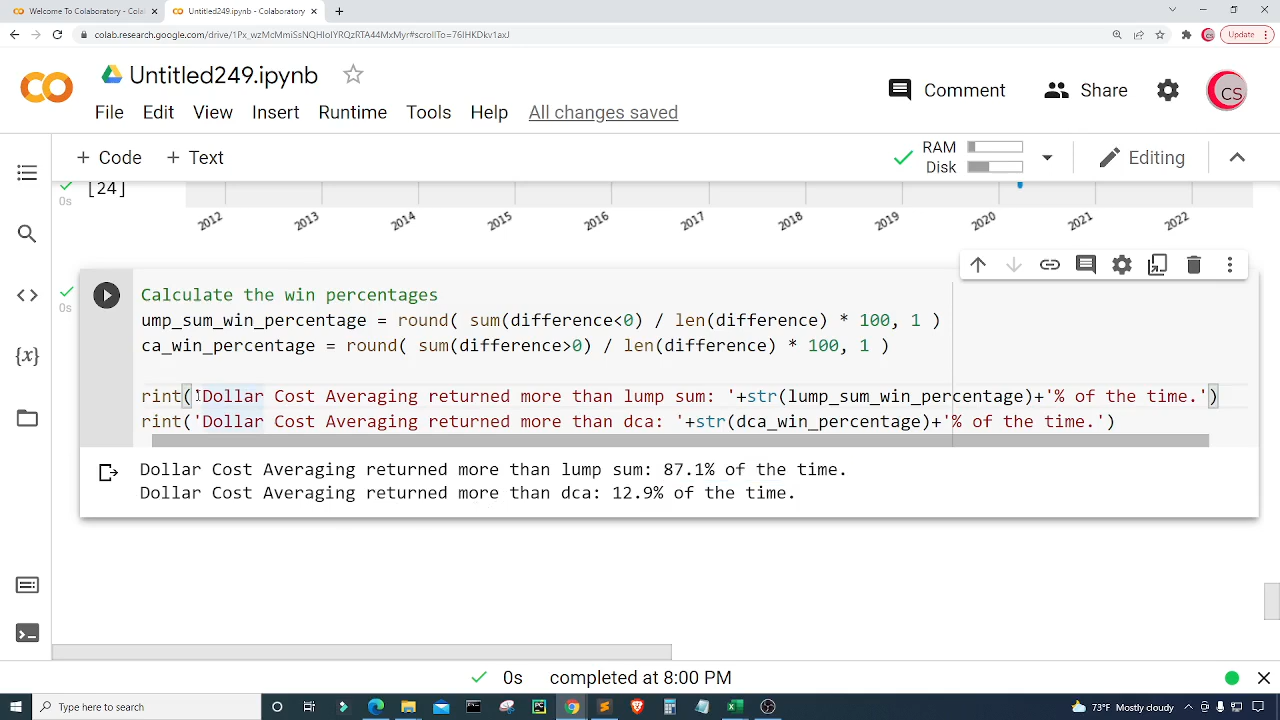 Welcome To Colaboratory - Colal
Untitled249.ipynb - Colaboratory
colab.research.google.com/drive/1Px_wzMcMmiSsNQHIolYRQzRTA44MxMyr#scrollTo=76IHKDkv1axJ
Update
Untitled249.ipynb
File Edit View Insert Runtime Tools Help All changes saved
Comment
Share
CS
+ Code + Text
RAM
Disk
Editing
[24]
0s
2012 2013 2014 2015 2016 2017 2018 2019 2020 2021 2022
0s
Calculate the win percentages
ump_sum_win_percentage = round( sum(difference<0) / len(difference) * 100, 1 )
ca_win_percentage = round( sum(difference>0) / len(difference) * 100, 1 )
rint('Dollar Cost Averaging returned more than lump sum: '+str(lump_sum_win_percentage)+'% of the time.')
rint('Dollar Cost Averaging returned more than dca: '+str(dca_win_percentage)+'% of the time.')
Dollar Cost Averaging returned more than lump sum: 87.1% of the time.
Dollar Cost Averaging returned more than dca: 12.9% of the time.
0s completed at 8:00 PM
Type here to search
73°F Mostly cloudy